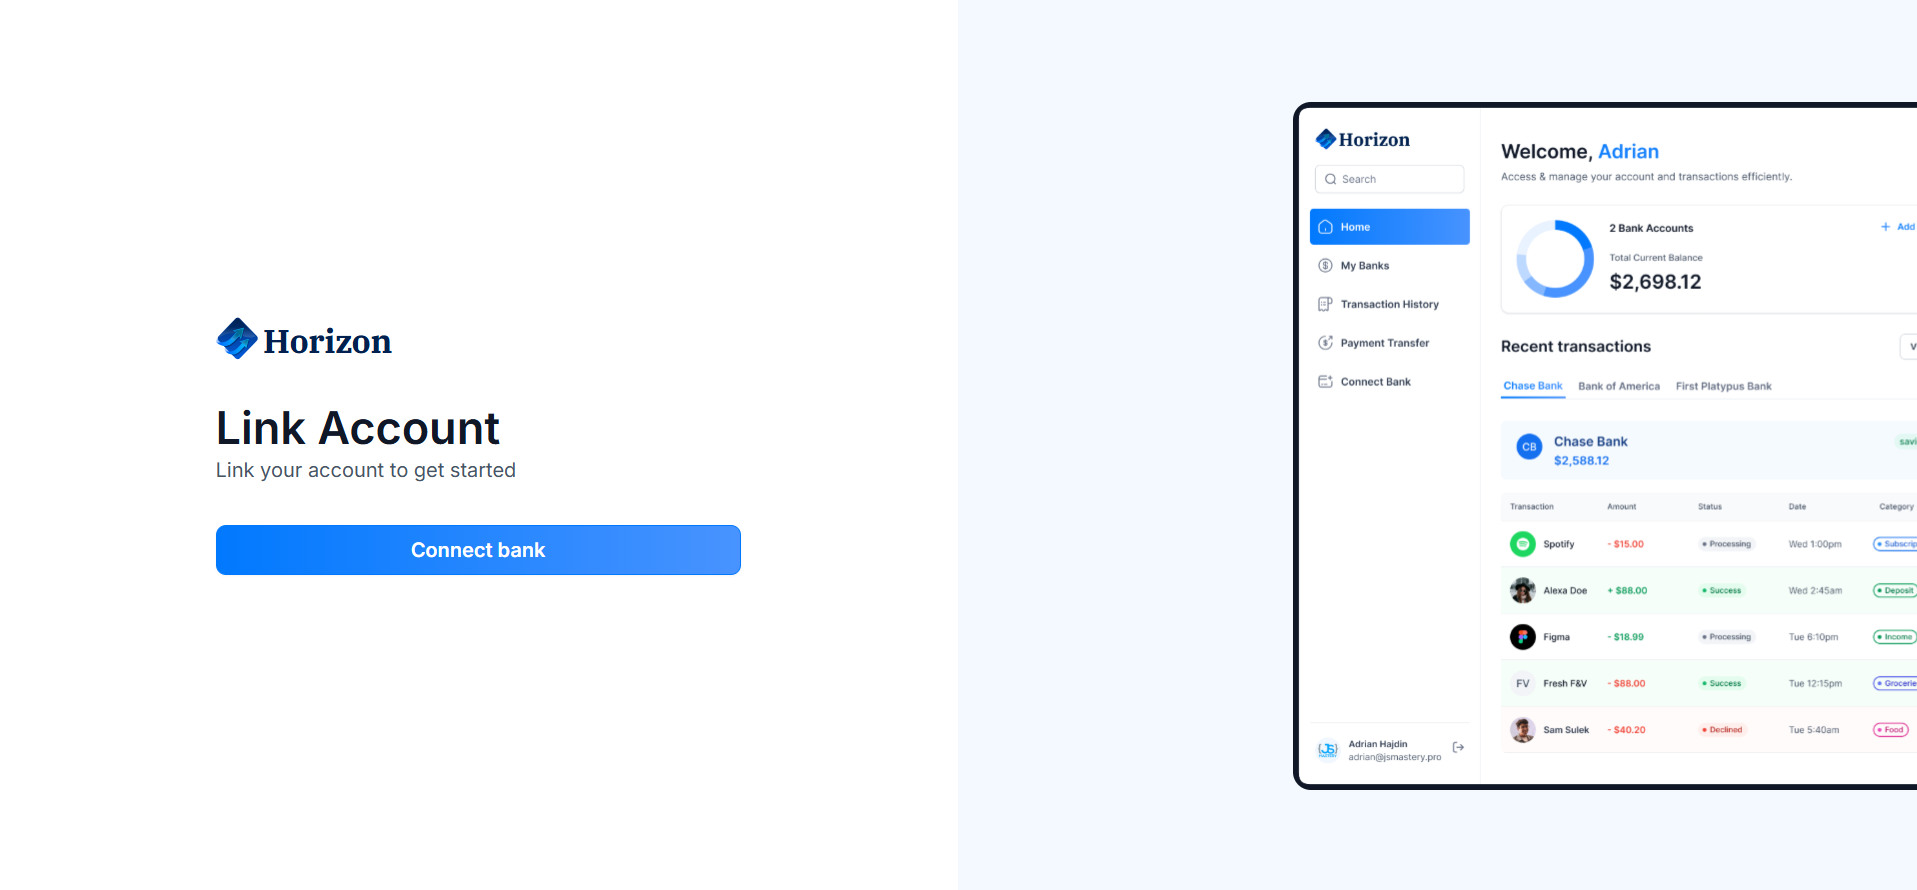 Horizon
Link Account
Link your account to get started
Connect bank
Horizon
Search
Home
My Banks
Transaction History
Payment Transfer
Connect Bank
Adrian Hajdin
adrian@jsmastery.pro
Welcome, Adrian
Access & manage your account and transactions efficiently.
2 Bank Accounts
+ Add
Total Current Balance
$2,698.12
Recent transactions
V
Chase Bank Bank of America First Platypus Bank
CB
Chase Bank
$2,588.12
savi
Transaction Amount Status Date Category
Spotify - $15.00 Processing Wed 1:00pm Subscrip
Alexa Doe + $88.00 Success Wed 2:45am Deposit
Figma - $18.99 Processing Tue 6:10pm Income
FV Fresh F&V - $88.00 Success Tue 12:15pm Grocerie
Sam Sulek - $40.20 Declined Tue 5:40am Food